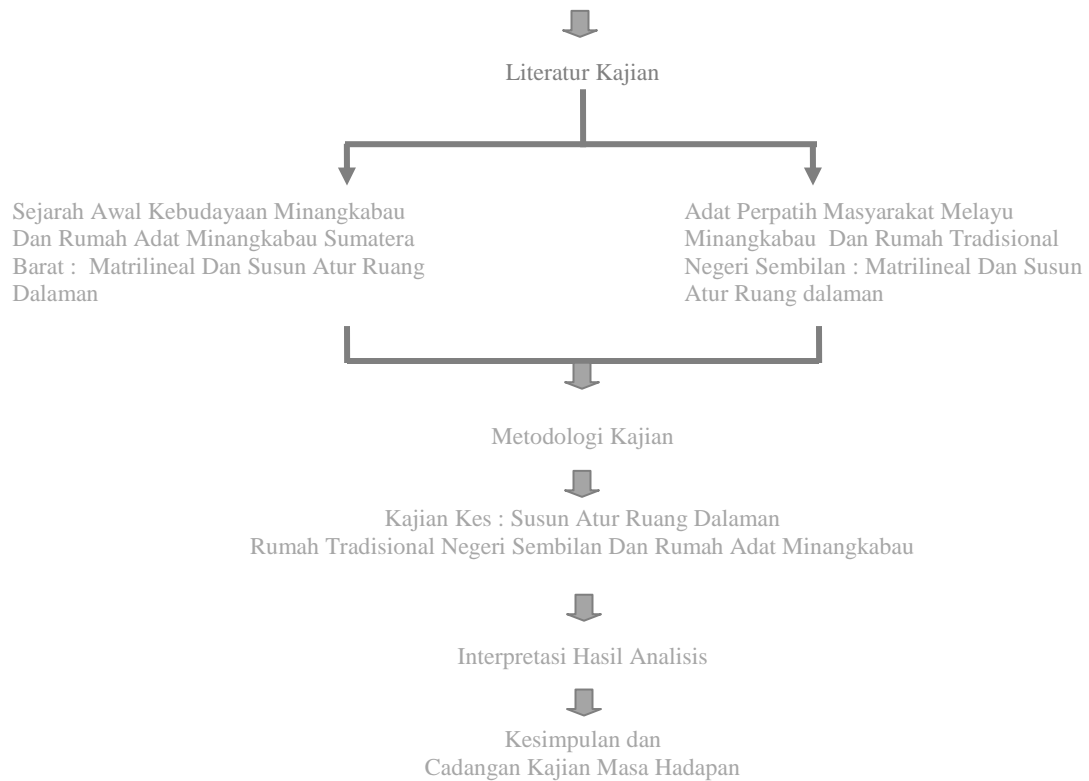 Literatur Kajian
Sejarah Awal Kebudayaan Minangkabau
Dan Rumah Adat Minangkabau Sumatera
Barat : Matrilineal Dan Susun Atur Ruang
Dalaman
Adat Perpatih Masyarakat Melayu
Minangkabau Dan Rumah Tradisional
Negeri Sembilan : Matrilineal Dan Susun
Atur Ruang dalaman
Metodologi Kajian
Kajian Kes : Susun Atur Ruang Dalaman
Rumah Tradisional Negeri Sembilan Dan Rumah Adat Minangkabau
Interpretasi Hasil Analisis
Kesimpulan dan
Cadangan Kajian Masa Hadapan